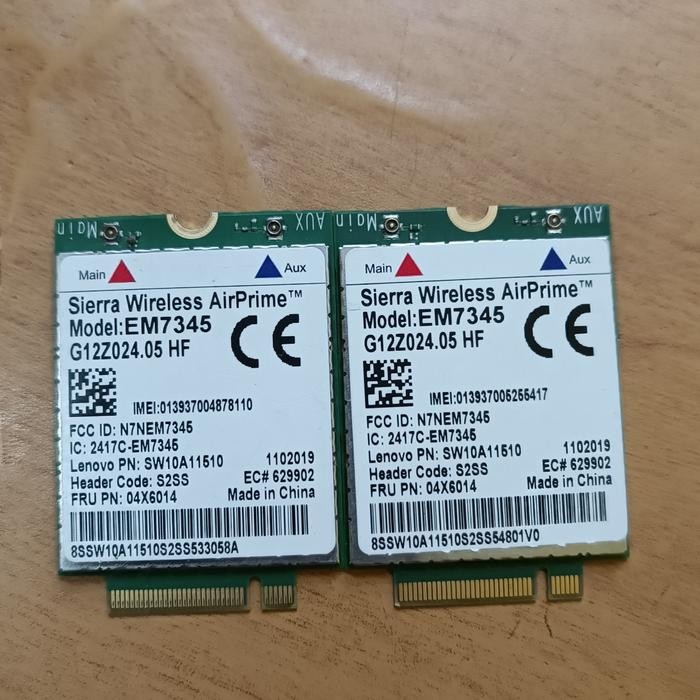 Main
AUX
Main Aux
Sierra Wireless AirPrime™
Model:EM7345
G12Z024.05 HF
CE
IMEI:013937004878110
FCC ID: N7NEM7345
IC: 2417C-EM7345
Lenovo PN: SW10A11510 1102019
Header Code: S2SS EC# 629902
FRU PN: 04X6014 Made in China
8SSW10A11510S2SS533058A
Main
AUX
Main Aux
Sierra Wireless AirPrime™
Model:EM7345
G12Z024.05 HF
CE
IMEI:013937005255417
FCC ID: N7NEM7345
IC: 2417C-EM7345
Lenovo PN: SW10A11510 1102019
Header Code: S2SS EC# 629902
FRU PN: 04X6014 Made in China
8SSW10A11510S2SS54801V0